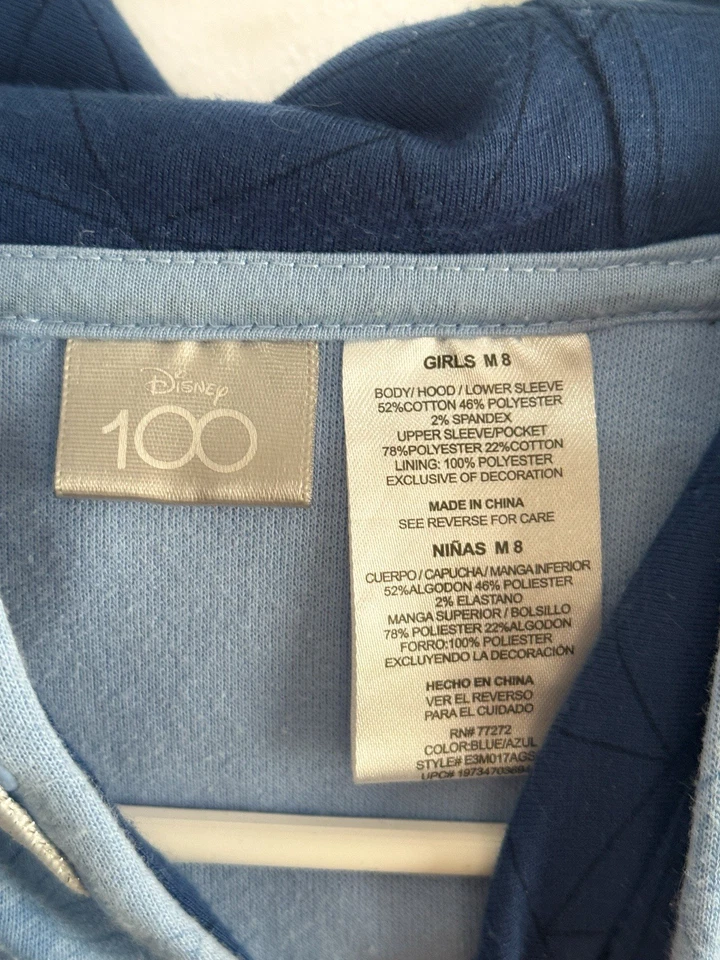 Disney
100
GIRLS M 8
BODY/ HOOD / LOWER SLEEVE
52%COTTON 46% POLYESTER
2% SPANDEX
UPPER SLEEVE/POCKET
78%POLYESTER 22%COTTON
LINING: 100% POLYESTER
EXCLUSIVE OF DECORATION
MADE IN CHINA
SEE REVERSE FOR CARE
NIÑAS M 8
CUERPO / CAPUCHA / MANGA INFERIOR
52%ALGODON 46% POLIESTER
2% ELASTANO
MANGA SUPERIOR / BOLSILLO
78% POLIESTER 22%ALGODON
FORRO:100% POLIESTER
EXCLUYENDO LA DECORACIÓN
HECHO EN CHINA
VER EL REVERSO
PARA EL CUIDADO
RN# 77272
COLOR:BLUE/AZUL
STYLE# E3M017AGS
UPC#